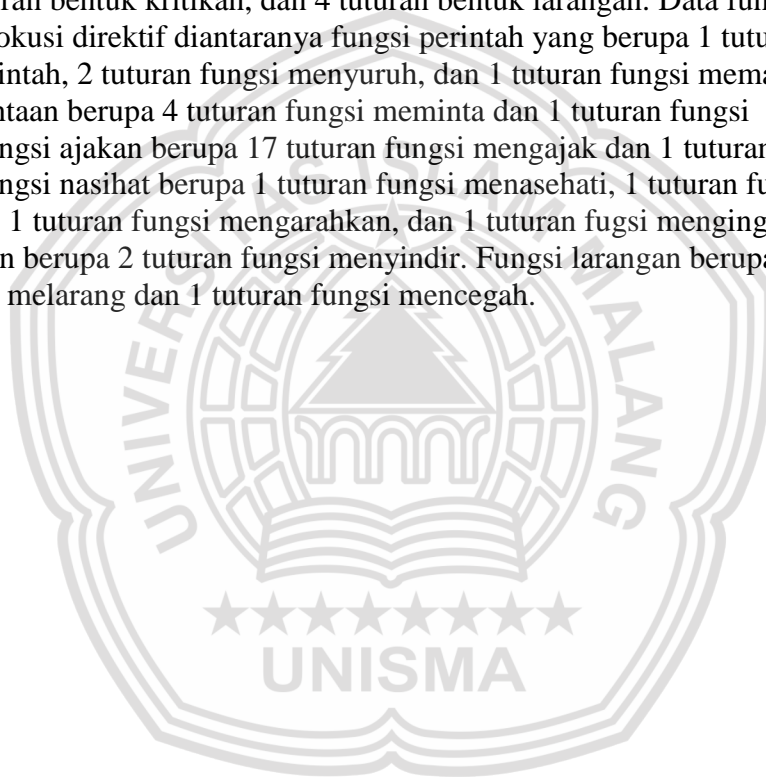 ran bentuk kritikan, dan 4 tuturan bentuk larangan. Data fun
okusi direktif diantaranya fungsi perintah yang berupa 1 tutu
intah, 2 tuturan fungsi menyuruh, dan 1 tuturan fungsi mema
ntaan berupa 4 tuturan fungsi meminta dan 1 tuturan fungsi
ngsi ajakan berupa 17 tuturan fungsi mengajak dan 1 tuturan
ngsi nasihat berupa 1 tuturan fungsi menasehati, 1 tuturan fu
1 tuturan fungsi mengarahkan, dan 1 tuturan fugsi menging
n berupa 2 tuturan fungsi menyindir. Fungsi larangan berupa
melarang dan 1 tuturan fungsi mencegah.
UNIVERSITAS ISLAM MALANG
UNISMA